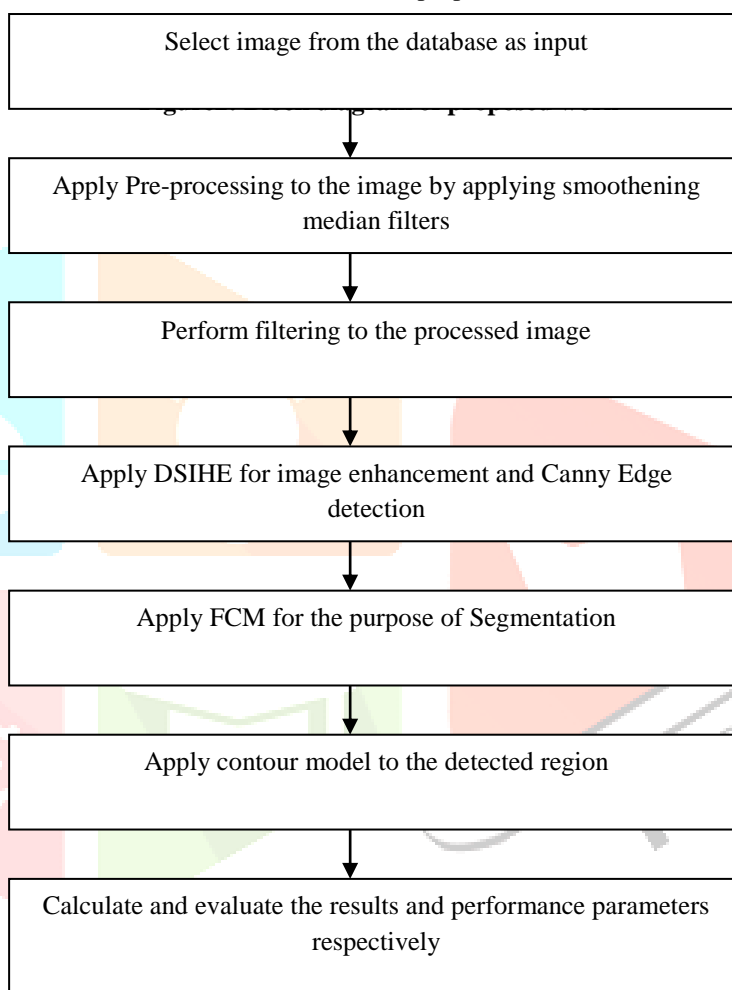 Select image from the database as input
Apply Pre-processing to the image by applying smoothening
median filters
Perform filtering to the processed image
Apply DSIHE for image enhancement and Canny Edge
detection
Apply FCM for the purpose of Segmentation
Apply contour model to the detected region
Calculate and evaluate the results and performance parameters
respectively